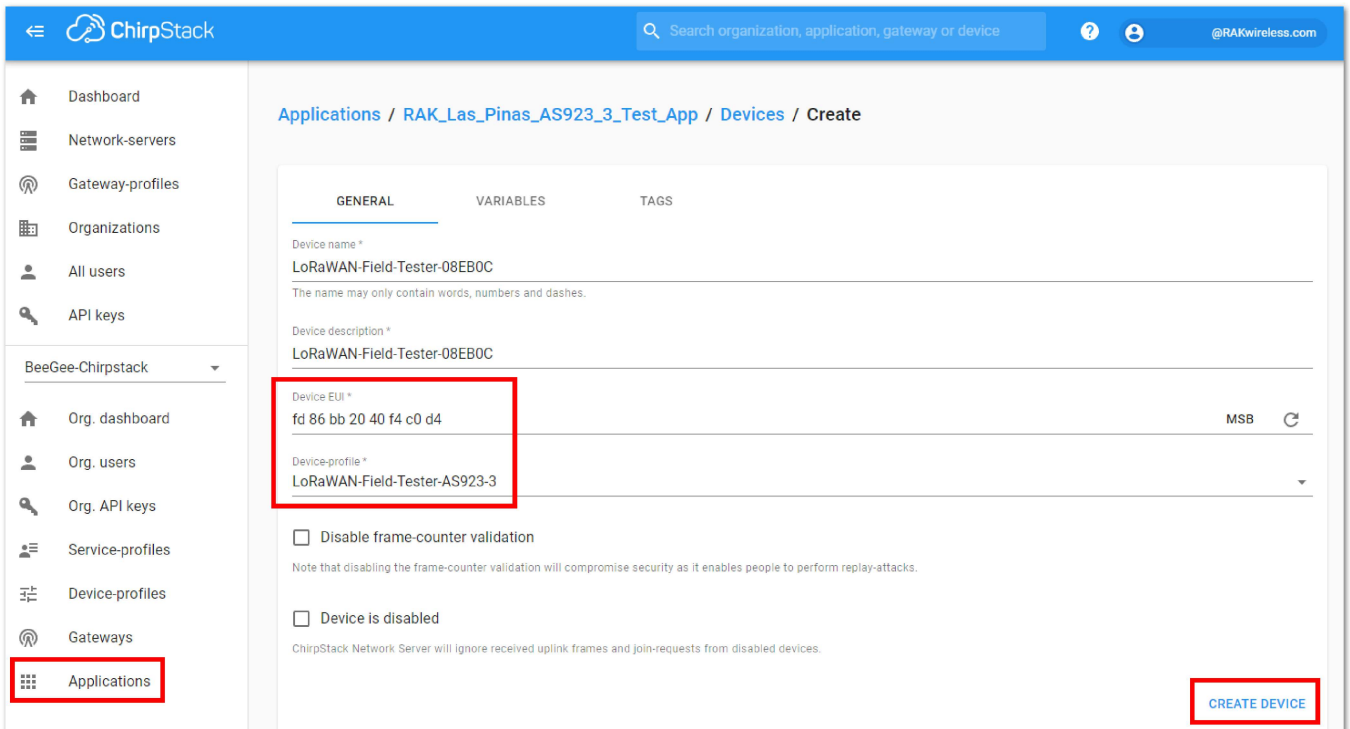 ChirpStack
Search organization, application, gateway or device
?
@RAKwireless.com
Dashboard
Network-servers
Gateway-profiles
Organizations
All users
API keys
BeeGee-Chirpstack
Org. dashboard
Org. users
Org. API keys
Service-profiles
Device-profiles
Gateways
Applications
Applications / RAK_Las_Pinas_AS923_3_Test_App / Devices / Create
GENERAL VARIABLES TAGS
Device name *
LoRaWAN-Field-Tester-08EB0C
The name may only contain words, numbers and dashes.
Device description *
LoRaWAN-Field-Tester-08EB0C
Device EUI *
fd 86 bb 20 40 f4 c0 d4 MSB
Device-profile *
LoRaWAN-Field-Tester-AS923-3
Disable frame-counter validation
Note that disabling the frame-counter validation will compromise security as it enables people to perform replay-attacks.
Device is disabled
ChirpStack Network Server will ignore received uplink frames and join-requests from disabled devices.
CREATE DEVICE